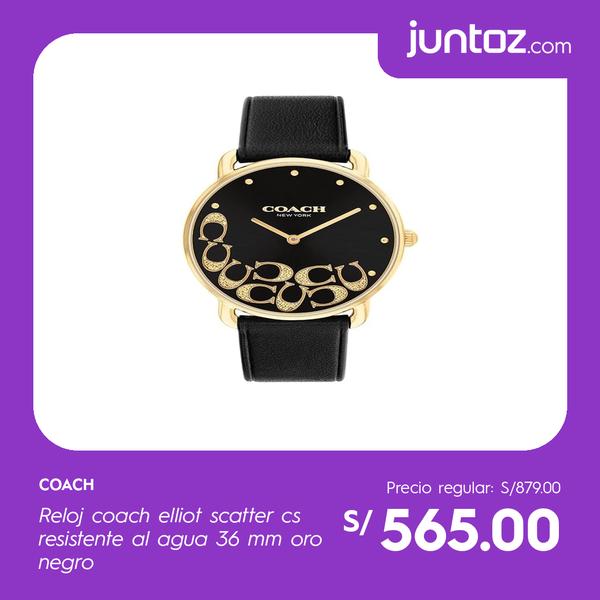 juntoz.com
COACH
NEW YORK
COACH
Reloj coach elliot scatter cs
resistente al agua 36 mm oro
negro
Precio regular: S/879.00
S/ 565.00